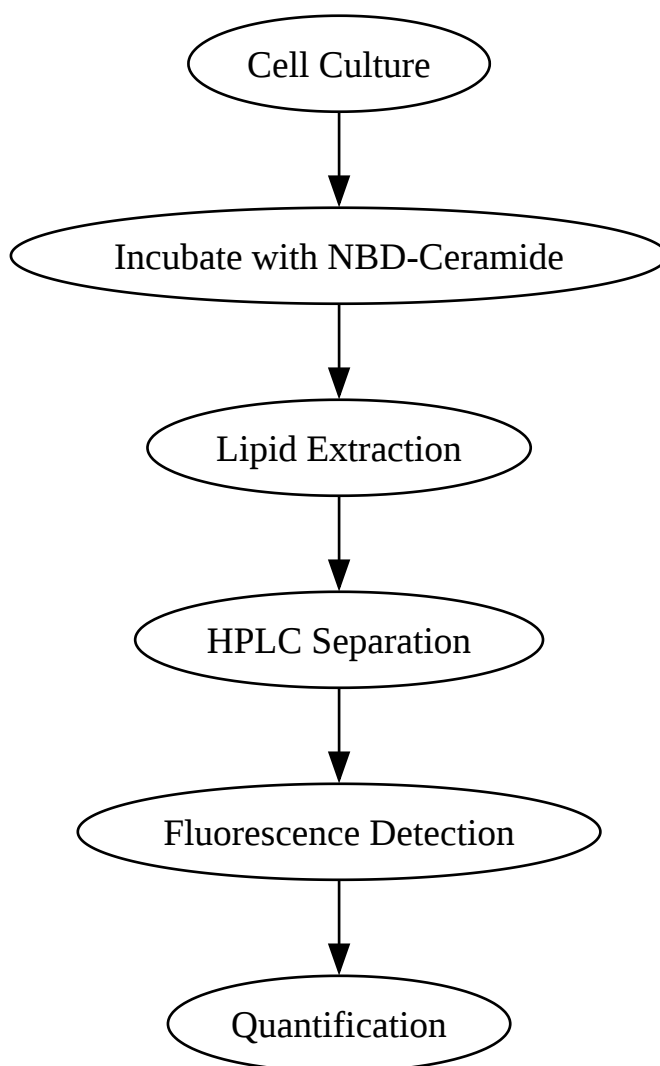 Cell Culture
Incubate with NBD-Ceramide
Lipid Extraction
HPLC Separation
Fluorescence Detection
Quantification